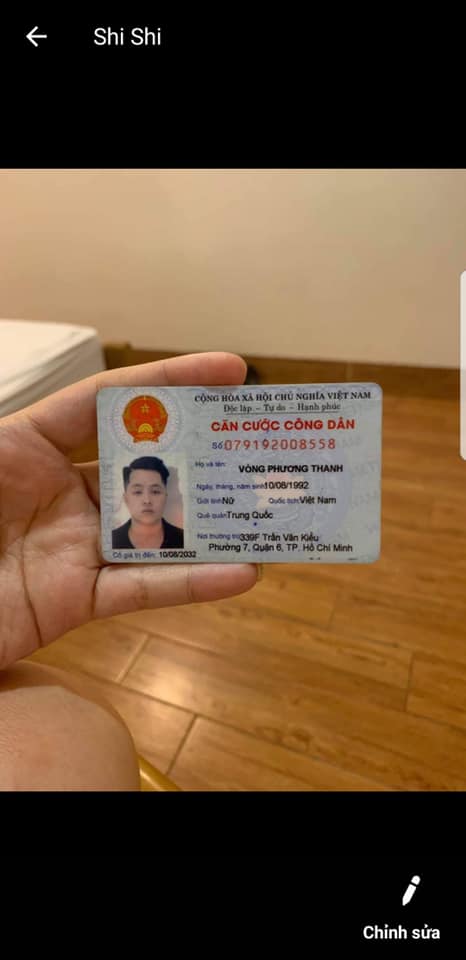 Shi Shi
CỘNG HÒA XÃ HỘI CHỦ NGHĨA VIỆT NAM
Độc lập – Tự do – Hạnh phúc
CĂN CƯỚC CÔNG DÂN
Số 079192008558
Họ và tên: VÒNG PHƯƠNG THANH
Ngày, tháng, năm sinh 10/08/1992
Giới tính Nữ Quốc tịch Việt Nam
Quê quán Trung Quốc
Nơi thường trú 339F Trần Văn Kiểu
Phường 7, Quận 6, TP. Hồ Chí Minh
Có giá trị đến: 10/08/2032
Chỉnh sửa